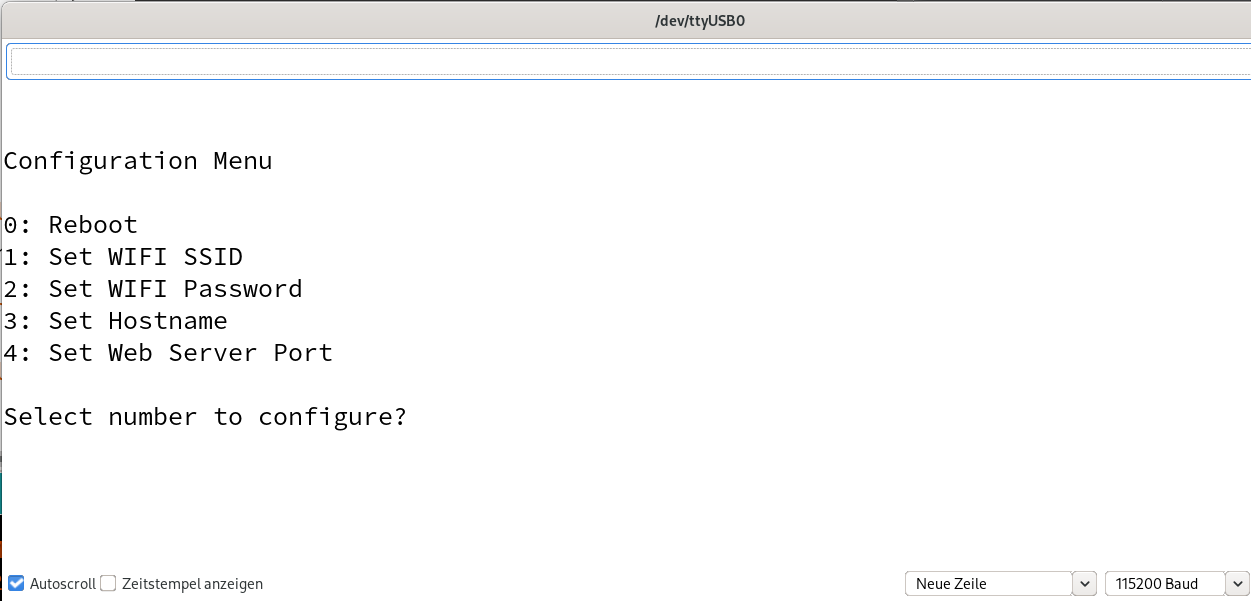 /dev/ttyUSB0
Configuration Menu
0: Reboot
1: Set WIFI SSID
2: Set WIFI Password
3: Set Hostname
4: Set Web Server Port
Select number to configure?
Autoscroll Zeitstempel anzeigen Neue Zeile 115200 Baud